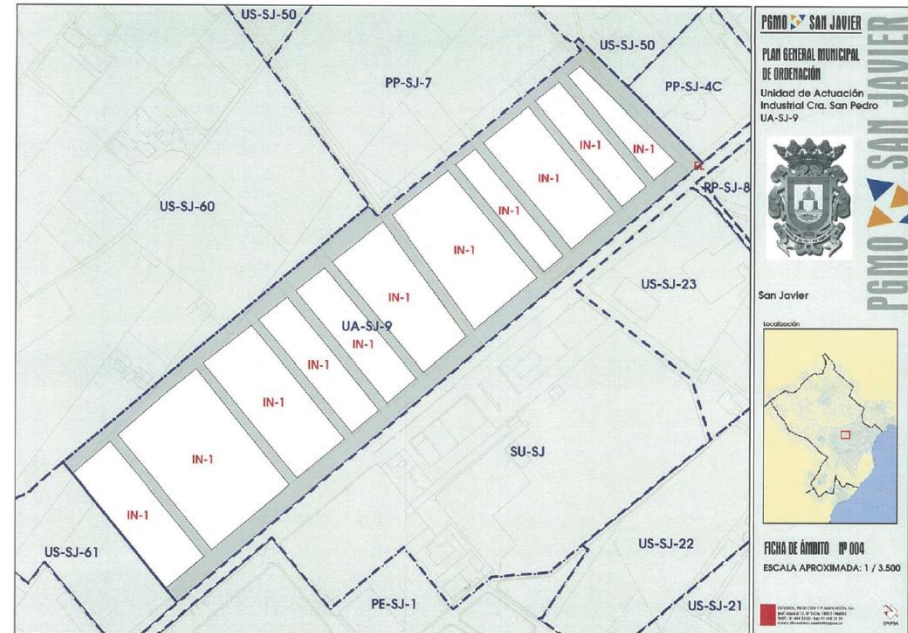 US-SJ-50
US-SJ-50
PP-SJ-7
PP-SJ-4C
IN-1
IN-1
RP-SJ-8
IN-1
US-SJ-60
IN-1
IN-1
US-SJ-23
IN-1
UA-SJ-9
IN-1
IN-1
IN-1
SU-SJ
IN-1
IN-1
US-SJ-61
US-SJ-22
PE-SJ-1
US-SJ-21
PGMO SAN JAVIER
PLAN GENERAL MUNICIPAL
DE ORDENACIÓN
Unidad de Actuación
Industrial Cra. San Pedro
UA-SJ-9
PGMO SAN JAVIER
San Javier
Localización
FICHA DE ÁMBITO Nº 004
ESCALA APROXIMADA: 1 / 3.500